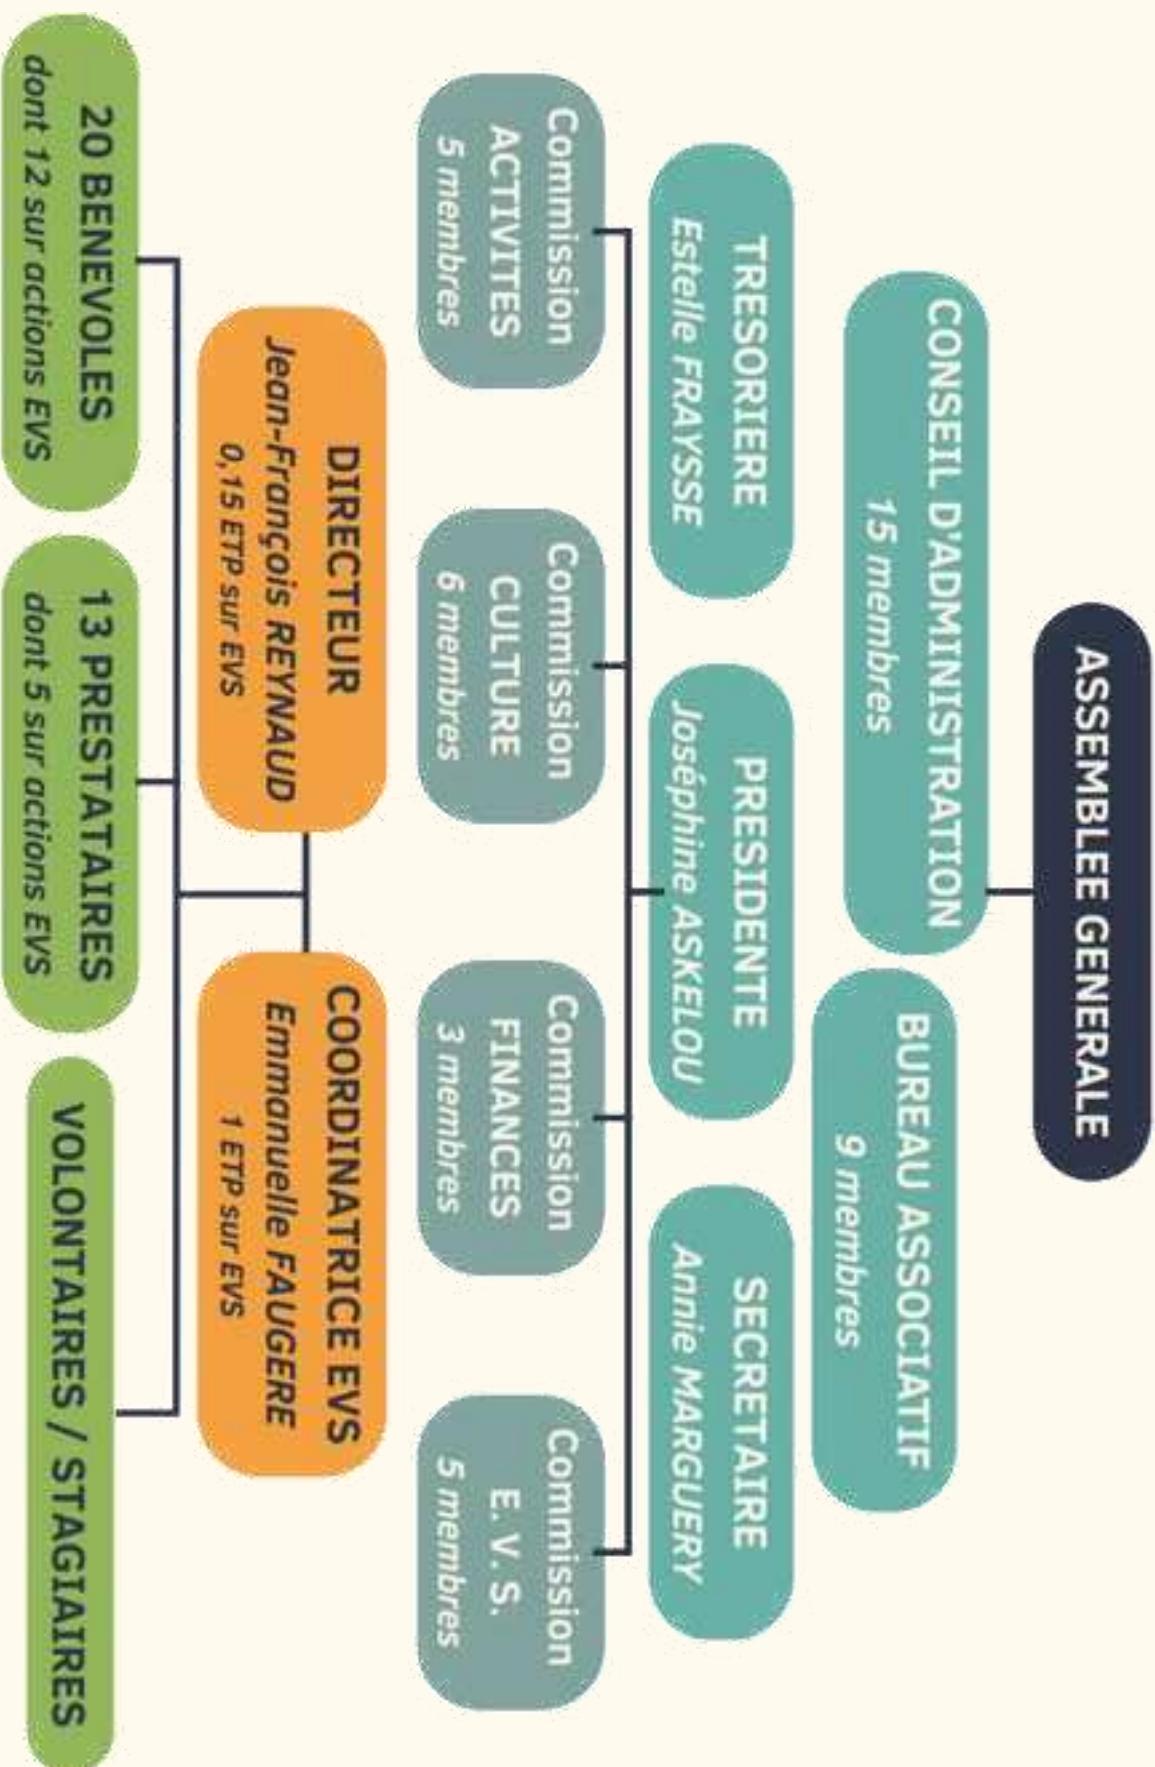 ASSEMBLEE GENERALE
CONSEIL D'ADMINISTRATION
15 membres
BUREAU ASSOCIATIF
9 membres
TRESORIERE
Estelle FRAYSSE
PRESIDENTE
Joséphine ASKELOU
SECRETAIRE
Annie MARGUERY
Commission
ACTIVITES
5 membres
Commission
CULTURE
6 membres
Commission
FINANCES
3 membres
Commission
E.V.S.
5 membres
DIRECTEUR
Jean-François REYNAUD
0,15 ETP sur EVS
COORDINATRICE EVS
Emmanuelle FAUGERE
1 ETP sur EVS
20 BENEVOLES
dont 12 sur actions EVS
13 PRESTATAIRES
dont 5 sur actions EVS
VOLONTAIRES / STAGIAIRES